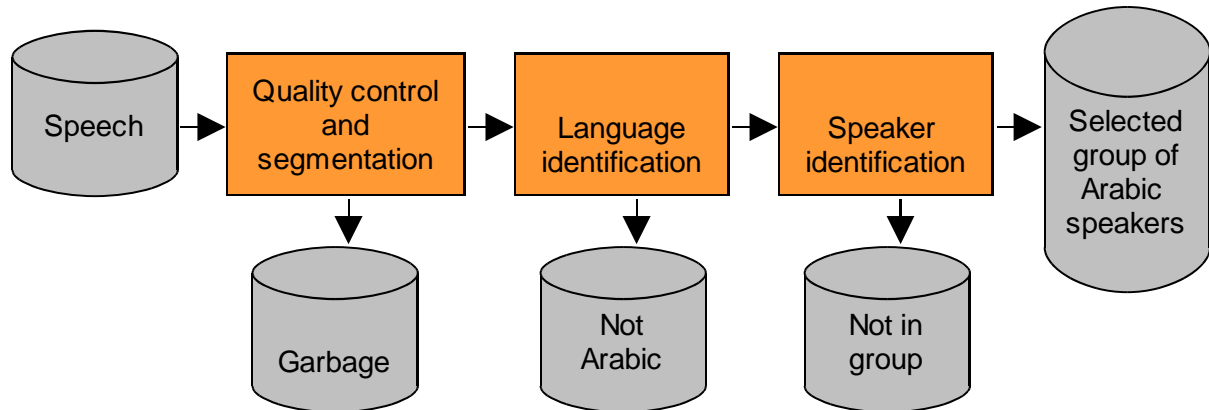 Speech
Quality control
and
segmentation
Language
identification
Speaker
identification
Selected
group of
Arabic
speakers
Garbage
Not
Arabic
Not in
group